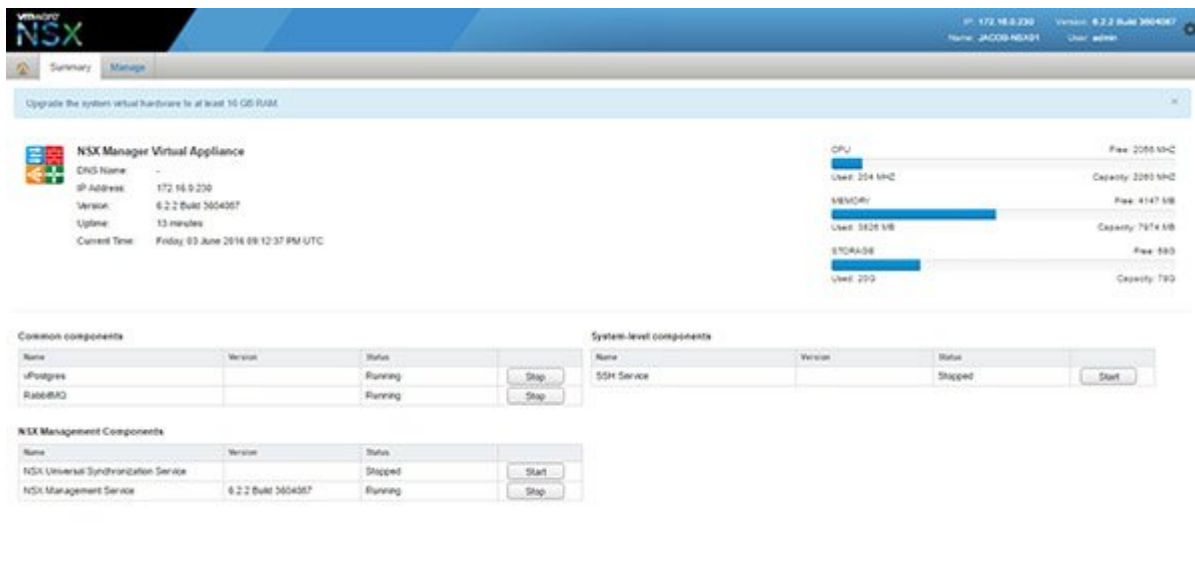 vmware
NSX
IP: 172.16.0.230 Version: 6.2.2 Build 3604087
Name: JACOB-NSX01 User: admin
Summary Manage
Upgrade the system virtual hardware to at least 16 GB RAM.
NSX Manager Virtual Appliance
DNS Name: -
IP Address: 172.16.0.230
Version: 6.2.2 Build 3604087
Uptime: 13 minutes
Current Time: Friday, 03 June 2016 09:12:37 PM UTC
CPU Free: 2056 MHZ
Used: 204 MHZ Capacity: 2260 MHZ
MEMORY Free: 4147 MB
Used: 3826 MB Capacity: 7974 MB
STORAGE Free: 59G
Used: 20G Capacity: 79G
Common components
Name Version Status
vPostgres Running Stop
RabbitMQ Running Stop
System-level components
Name Version Status
SSH Service Stopped Start
NSX Management Components
Name Version Status
NSX Universal Synchronization Service Stopped Start
NSX Management Service 6.2.2 Build 3604087 Running Stop